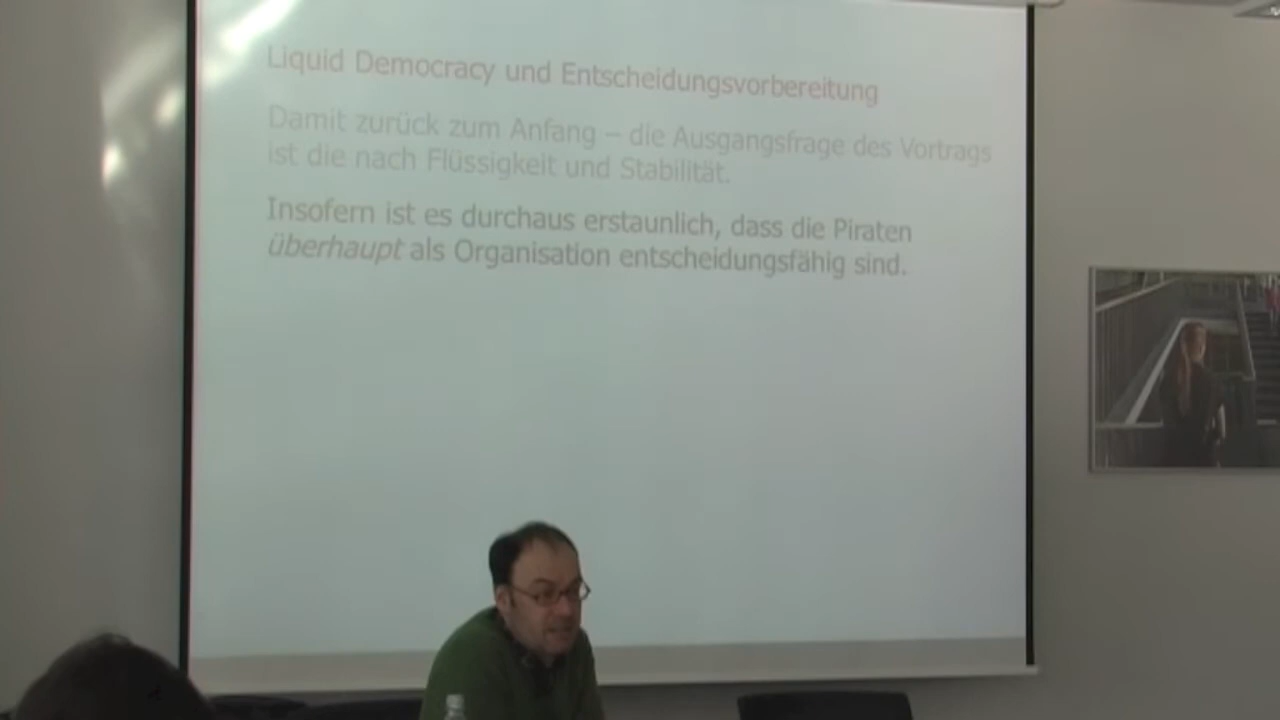 Liquid Democracy und Entscheidungsvorbereitung
Damit zurück zum Anfang – die Ausgangsfrage des Vortrags
ist die nach Flüssigkeit und Stabilität.
Insofern ist es durchaus erstaunlich, dass die Piraten
überhaupt als Organisation entscheidungsfähig sind.